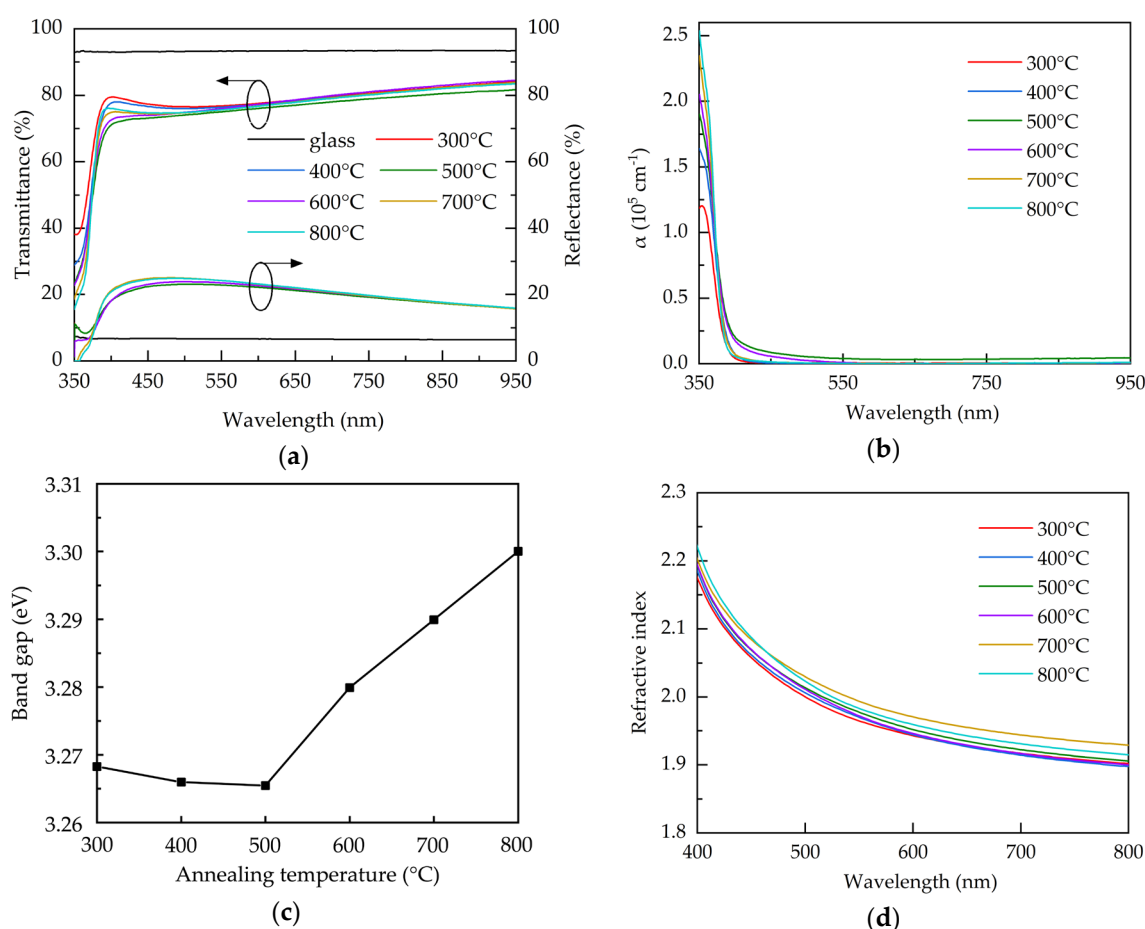 100
80
60
40
20
0
Transmittance (%)
100
80
60
40
20
0
Reflectance (%)
glass 300°C
400°C 500°C
600°C 700°C
800°C
350 450 550 650 750 850 950
Wavelength (nm)
(a)
2.5
2.0
1.5
1.0
0.5
0.0
α (10⁵ cm⁻¹)
300°C
400°C
500°C
600°C
700°C
800°C
350 550 750 950
Wavelength (nm)
(b)
3.31
3.30
3.29
3.28
3.27
3.26
Band gap (eV)
300 400 500 600 700 800
Annealing temperature (°C)
(c)
2.3
2.2
2.1
2.0
1.9
1.8
Refractive index
300°C
400°C
500°C
600°C
700°C
800°C
400 500 600 700 800
Wavelength (nm)
(d)